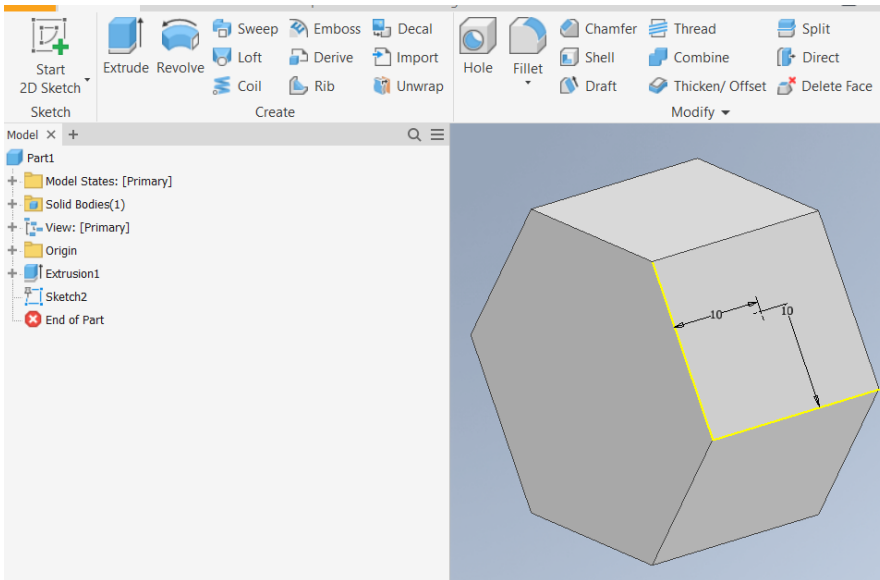 Sweep Emboss Decal Chamfer Thread Split
Start Extrude Revolve Loft Derive Import Hole Fillet Shell Combine Direct
2D Sketch Coil Rib Unwrap Draft Thicken/ Offset Delete Face
Sketch Create Modify
Model
Part1
Model States: [Primary]
Solid Bodies(1)
View: [Primary]
Origin
Extrusion1
Sketch2
End of Part
10 10